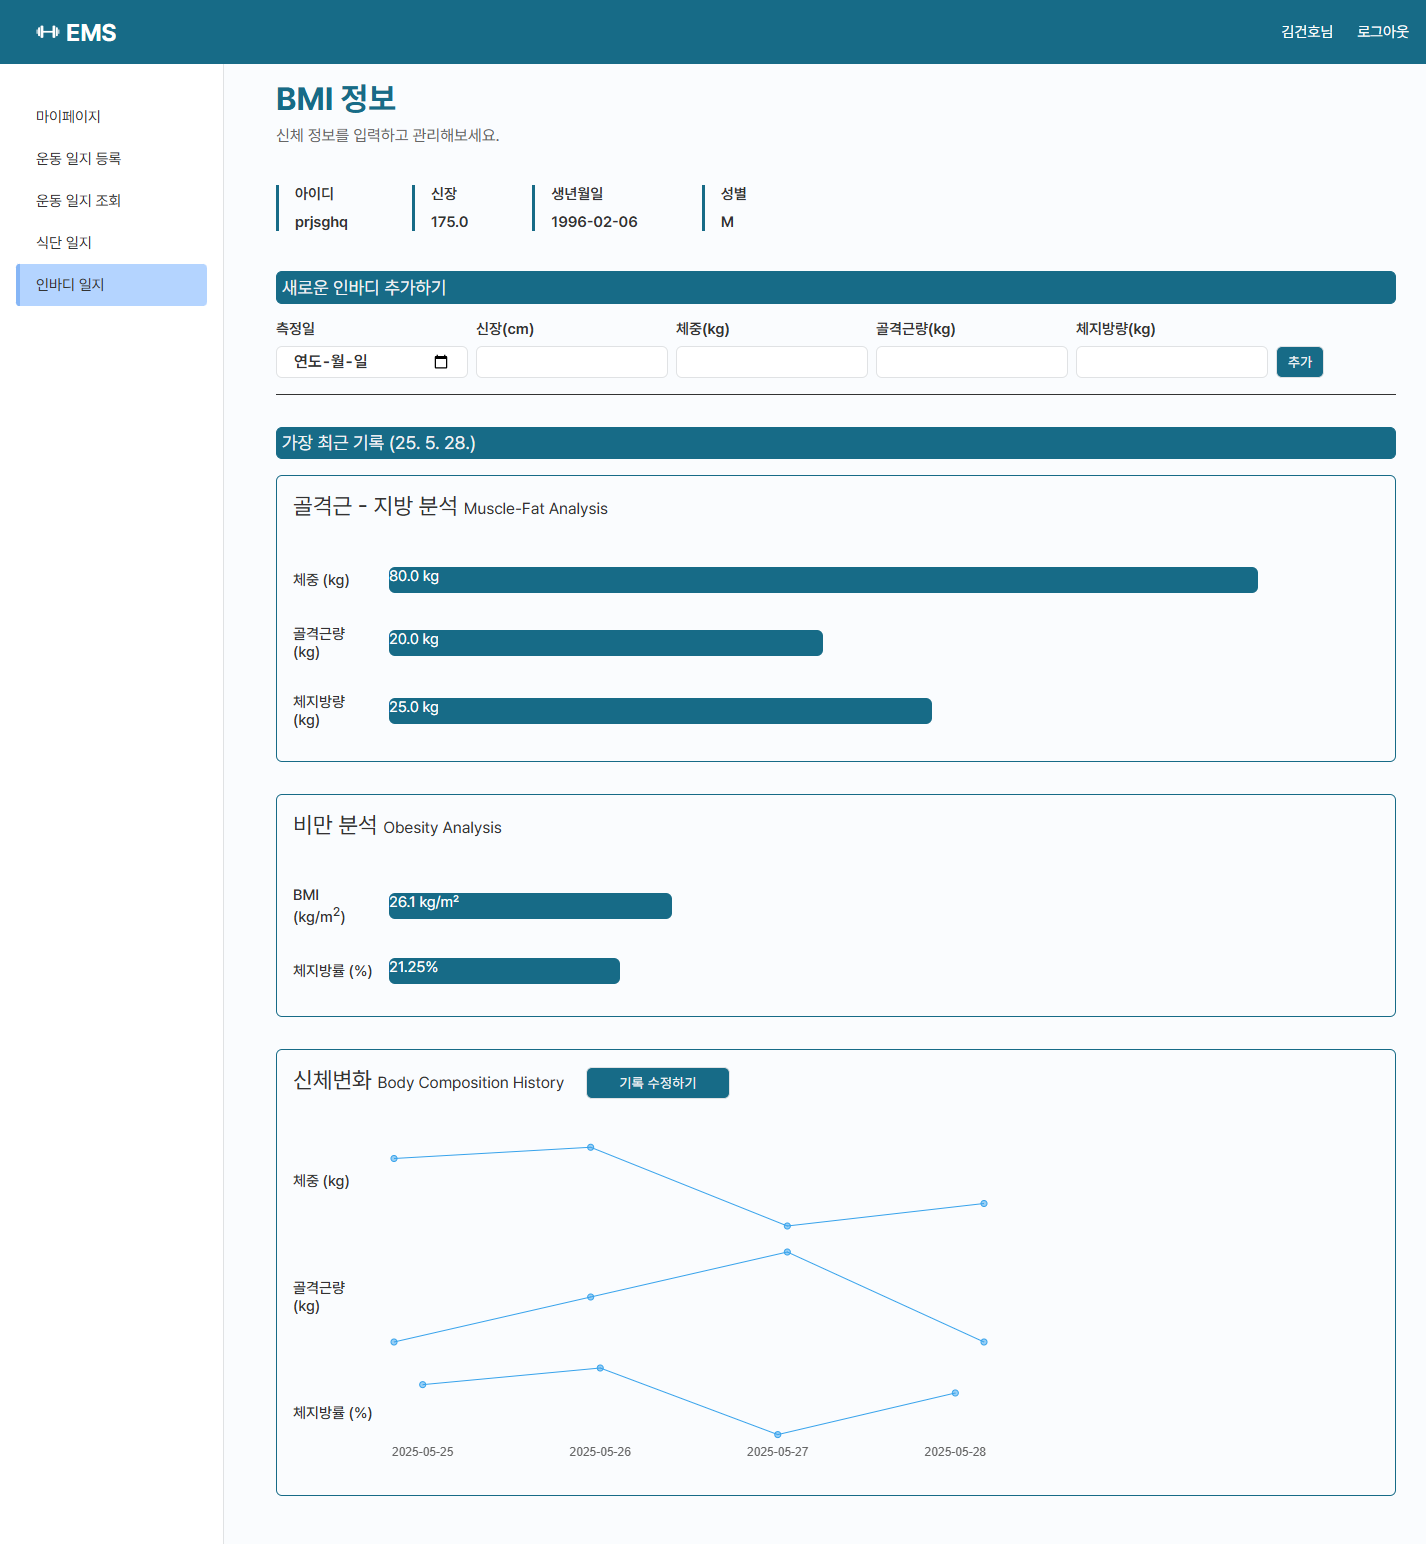 EMS
김건호님 로그아웃
마이페이지
운동 일지 등록
운동 일지 조회
식단 일지
인바디 일지
BMI 정보
신체 정보를 입력하고 관리해보세요.
아이디 신장 생년월일 성별
prjsghq 175.0 1996-02-06 M
새로운 인바디 추가하기
측정일 신장(cm) 체중(kg) 골격근량(kg) 체지방량(kg)
연도-월-일 추가
가장 최근 기록 (25. 5. 28.)
골격근 - 지방 분석 Muscle-Fat Analysis
체중 (kg) 80.0 kg
골격근량
(kg)
20.0 kg
체지방량
(kg)
25.0 kg
비만 분석 Obesity Analysis
BMI
(kg/m²)
26.1 kg/m²
체지방률 (%) 21.25%
신체변화 Body Composition History 기록 수정하기
체중 (kg)
골격근량
(kg)
체지방률 (%)
2025-05-25 2025-05-26 2025-05-27 2025-05-28